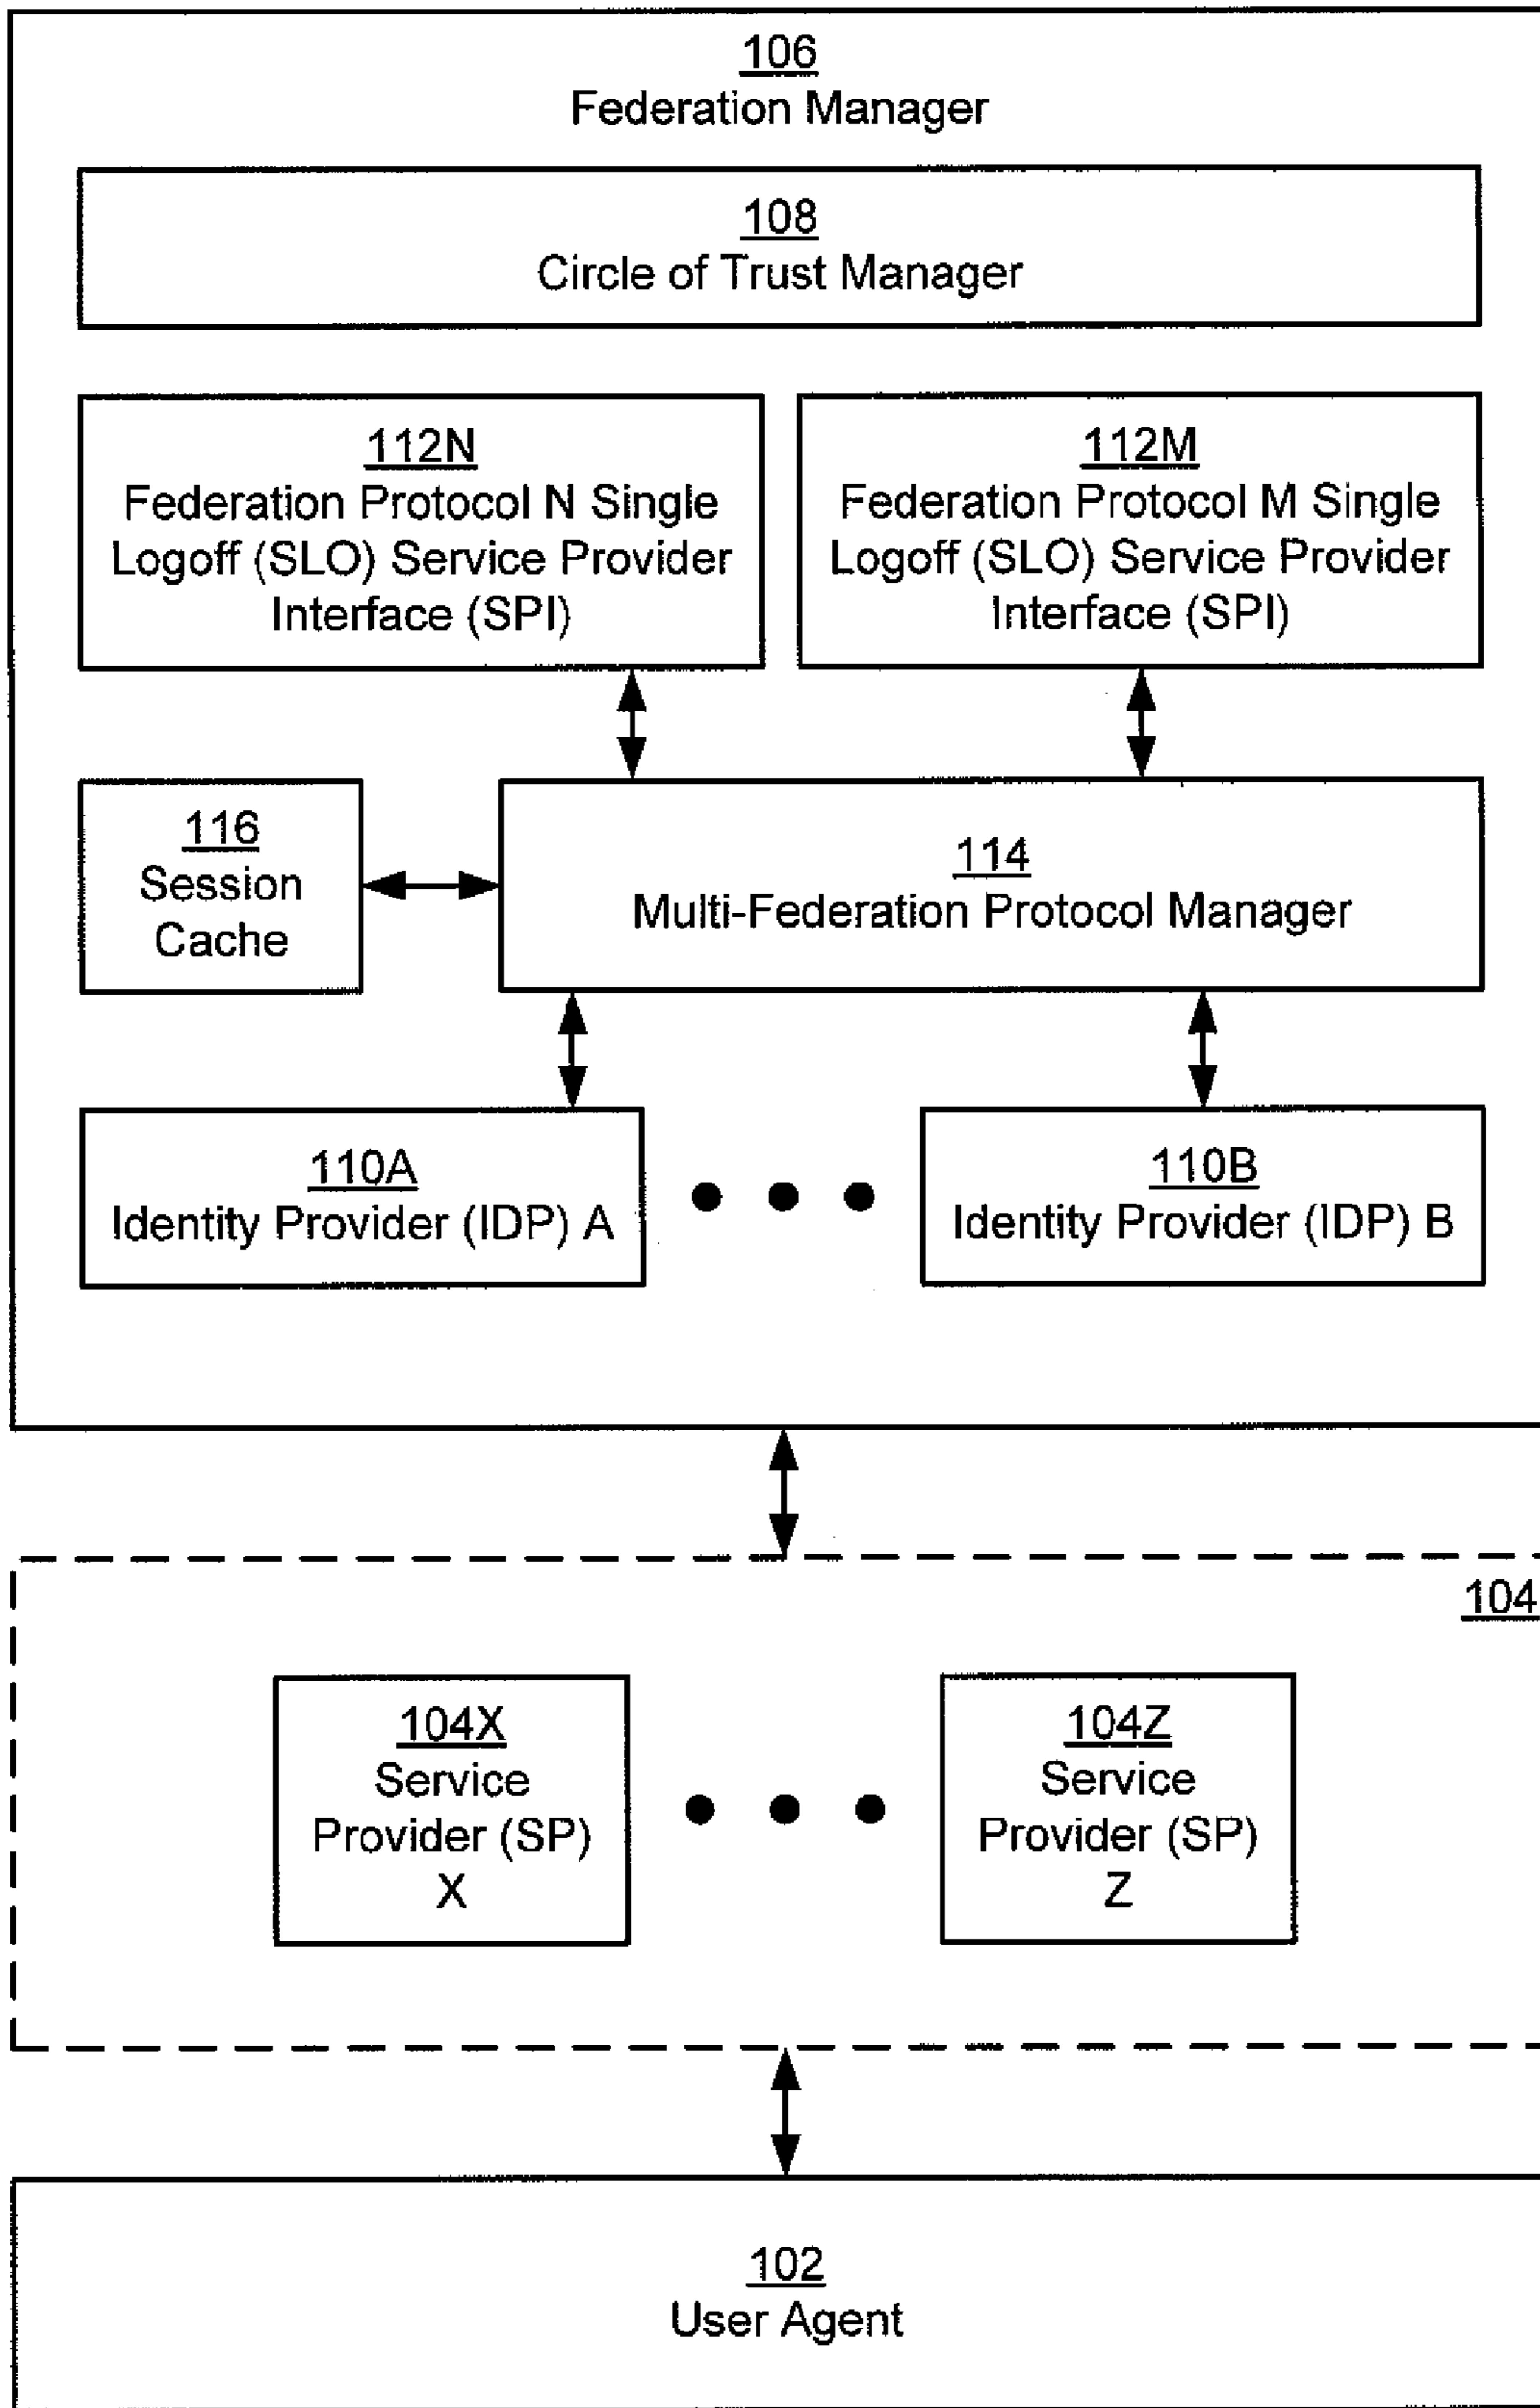 106
Federation Manager
108
Circle of Trust Manager
112N
Federation Protocol N Single
Logoff (SLO) Service Provider
Interface (SPI)
112M
Federation Protocol M Single
Logoff (SLO) Service Provider
Interface (SPI)
116
Session
Cache
114
Multi-Federation Protocol Manager
110A
Identity Provider (IDP) A
110B
Identity Provider (IDP) B
104
104X
Service
Provider (SP)
X
104Z
Service
Provider (SP)
Z
102
User Agent